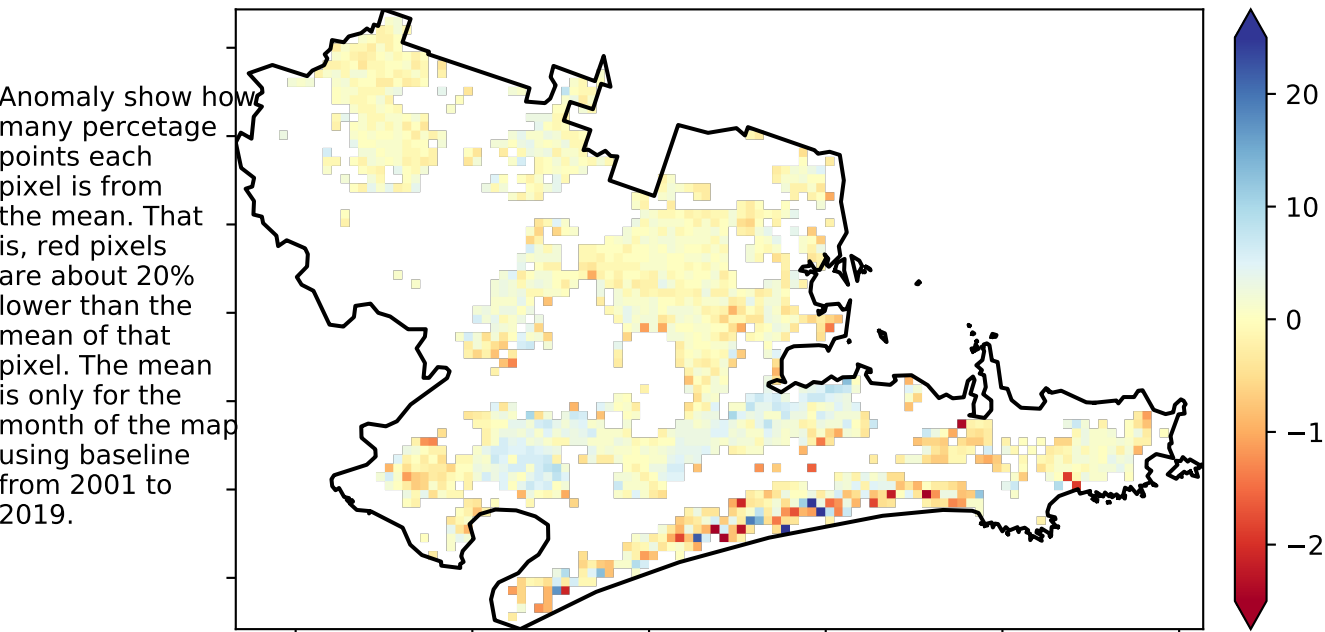 Anomaly show how
many percetage
points each
pixel is from
the mean. That
is, red pixels
are about 20%
lower than the
mean of that
pixel. The mean
is only for the
month of the map
using baseline
from 2001 to
2019.
20
10
0
−1
−2